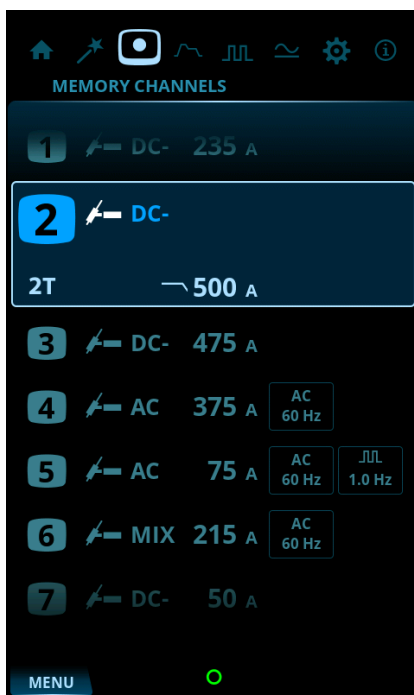 MEMORY CHANNELS
1 DC- 235 A
2 DC-
2T 500 A
3 DC- 475 A
4 AC 375 A AC 60 Hz
5 AC 75 A AC 60 Hz 1.0 Hz
6 MIX 215 A AC 60 Hz
7 DC- 50 A
MENU